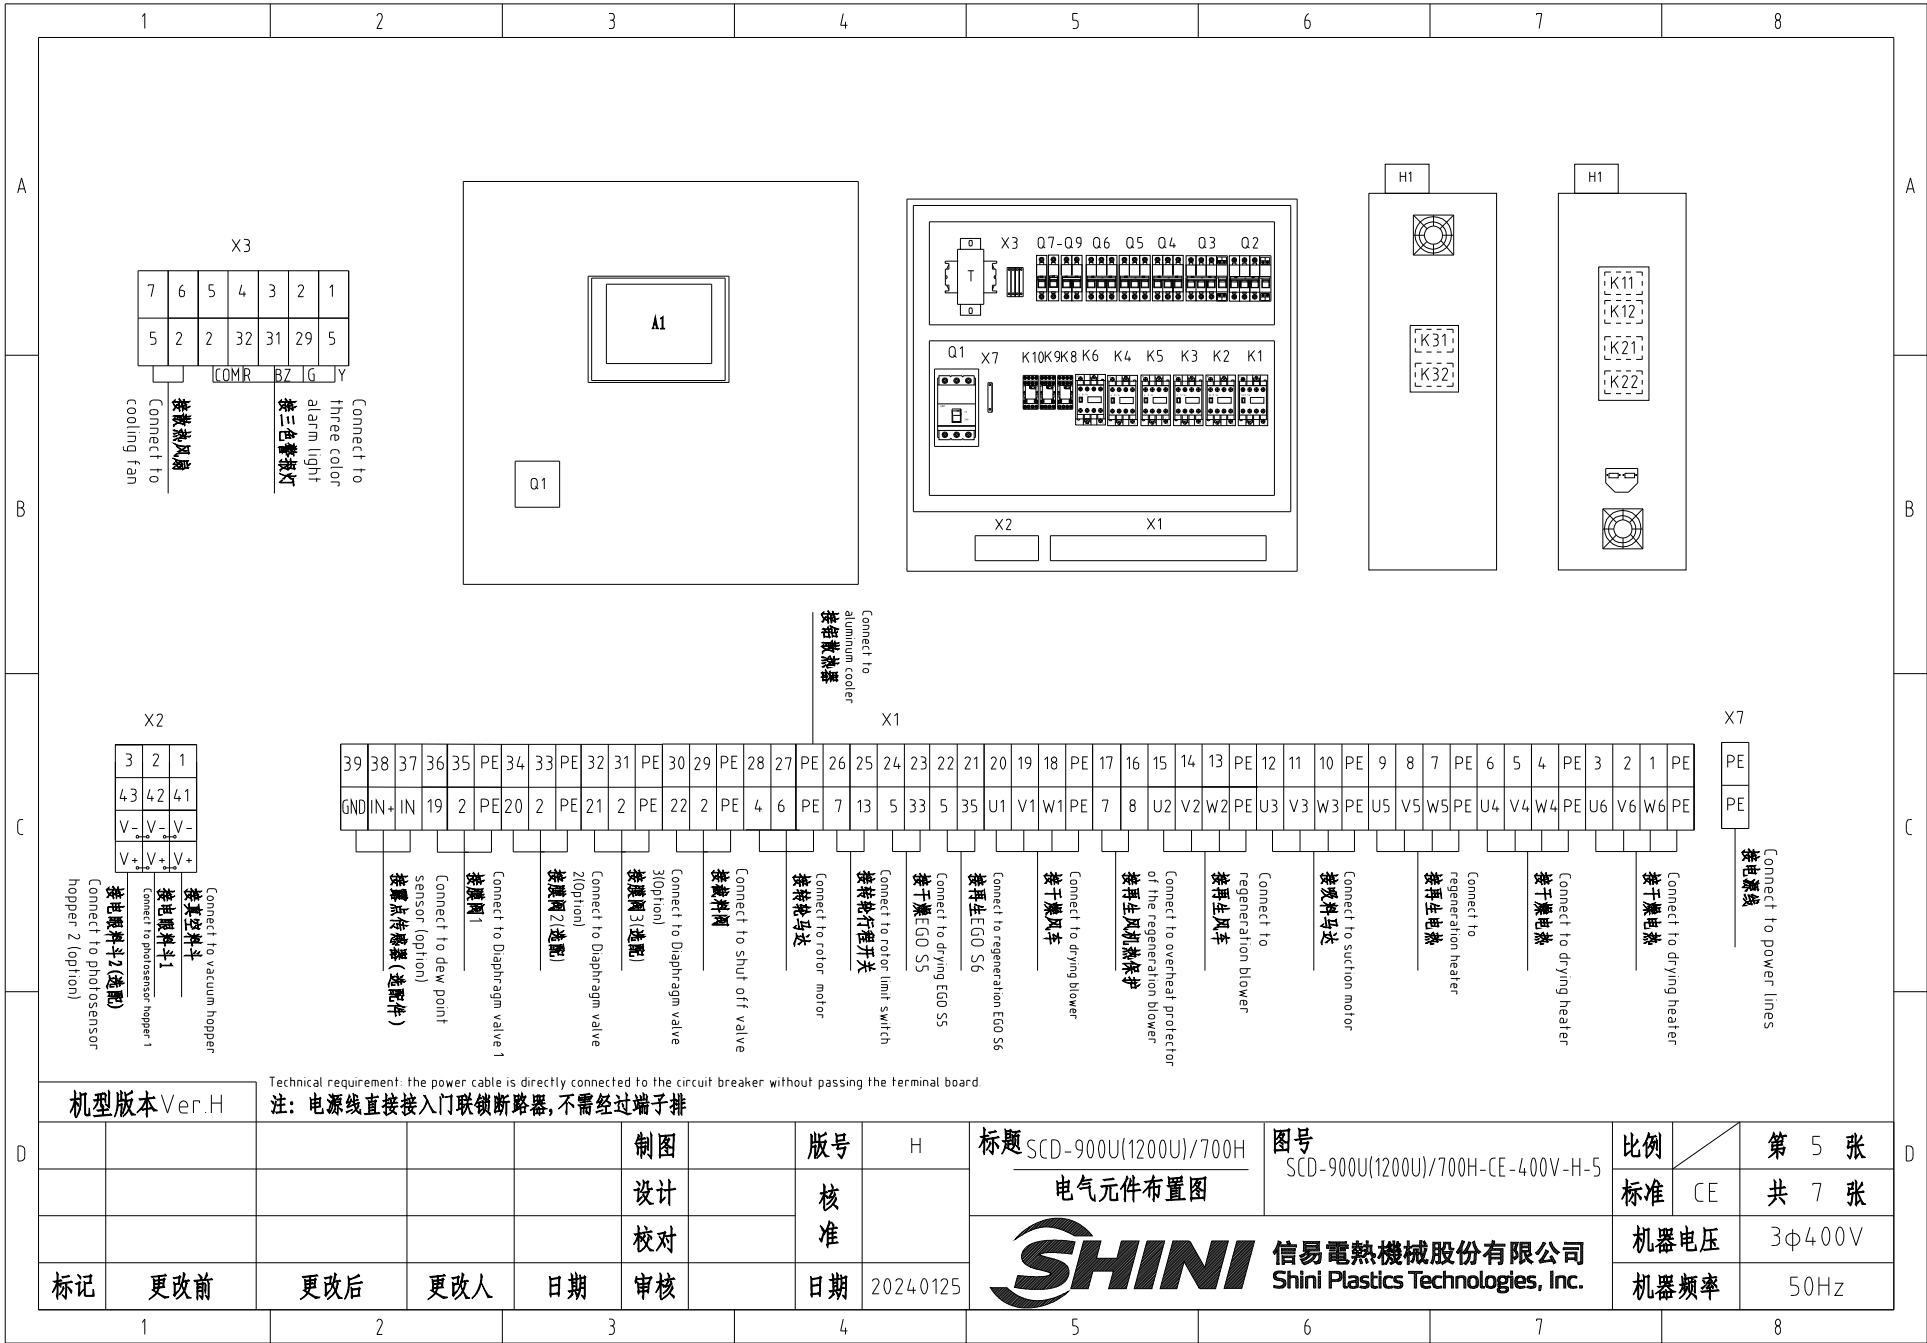 1 2 3 4 5 6 7 8
A
A
H1
H1
X3
7 6 5 4 3 2 1
5 2 2 32 31 29 5
COM R BZ G Y
接散热风扇
Connect to
cooling fan
接三色警报灯
Connect to
three color
alarm light
A1
Q1
T
X3 Q7-Q9 Q6 Q5 Q4 Q3 Q2
Q1 X7 K10 K9 K8 K6 K4 K5 K3 K2 K1
X2 X1
K31
K32
K11
K12
K21
K22
B
B
接铝散热器
Connect to
aluminum cooler
X2
3 2 1
43 42 41
V- V- V-
V+ V+ V+
接真空料斗
Connect to vacuum hopper
接电眼料斗1
Connect to photosensor hopper 1
接电眼料斗2(选配)
Connect to photosensor
hopper 2 (option)
X1
39 38 37 36 35 PE 34 33 PE 32 31 PE 30 29 PE 28 27 PE 26 25 24 23 22 21 20 19 18 PE 17 16 15 14 13 PE 12 11 10 PE 9 8 7 PE 6 5 4 PE 3 2 1 PE
GND IN+ IN 19 2 PE 20 2 PE 21 2 PE 22 2 PE 4 6 PE 7 13 5 33 5 35 U1 V1 W1 PE 7 8 U2 V2 W2 PE U3 V3 W3 PE U5 V5 W5 PE U4 V4 W4 PE U6 V6 W6 PE
X7
PE
PE
接露点传感器(选配件)
Connect to dew point
sensor (option)
接膜阀1
Connect to Diaphragm valve 1
接膜阀2(选配)
Connect to Diaphragm valve
2(Option)
接膜阀3(选配)
Connect to Diaphragm valve
3(Option)
接截料阀
Connect to shut off valve
接转轮马达
Connect to rotor motor
接转轮行程开关
Connect to rotor limit switch
接干燥EGO S5
Connect to drying EGO S5
接再生EGO S6
Connect to regeneration EGO S6
接干燥风车
Connect to drying blower
接再生风机热保护
Connect to overheat protector
of the regeneration blower
接再生风车
Connect to
regeneration blower
接吸料马达
Connect to suction motor
接再生电热
Connect to
regeneration heater
接干燥电热
Connect to drying heater
接干燥电热
Connect to drying heater
接电源线
Connect to power lines
C
C
Technical requirement: the power cable is directly connected to the circuit breaker without passing the terminal board.
机型版本Ver.H
注: 电源线直接接入门联锁断路器,不需经过端子排
D
D
制图
版号 H
设计
核
准
校对
标记 更改前 更改后 更改人 日期 审核
日期 20240125
标题 SCD-900U(1200U)/700H
电气元件布置图
图号
SCD-900U(1200U)/700H-CE-400V-H-5
比例
第 5 张
标准 CE
共 7 张
SHINI
信易電熱機械股份有限公司
Shini Plastics Technologies, Inc.
机器电压 3φ400V
机器频率 50Hz
1 2 3 4 5 6 7 8